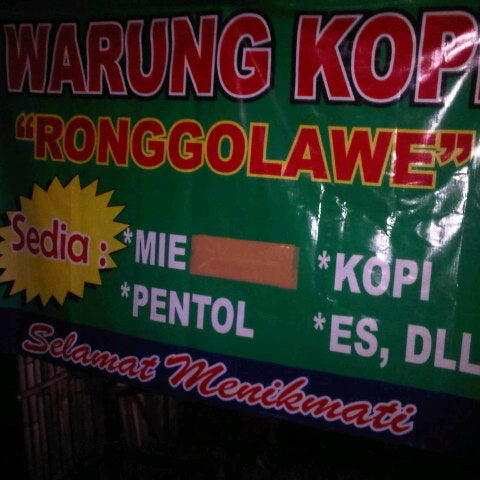 WARUNG KOPI
"RONGGOLAWE"
Sedia :
*MIE
*KOPI
*PENTOL
*ES, DLL
Selamat Menikmati